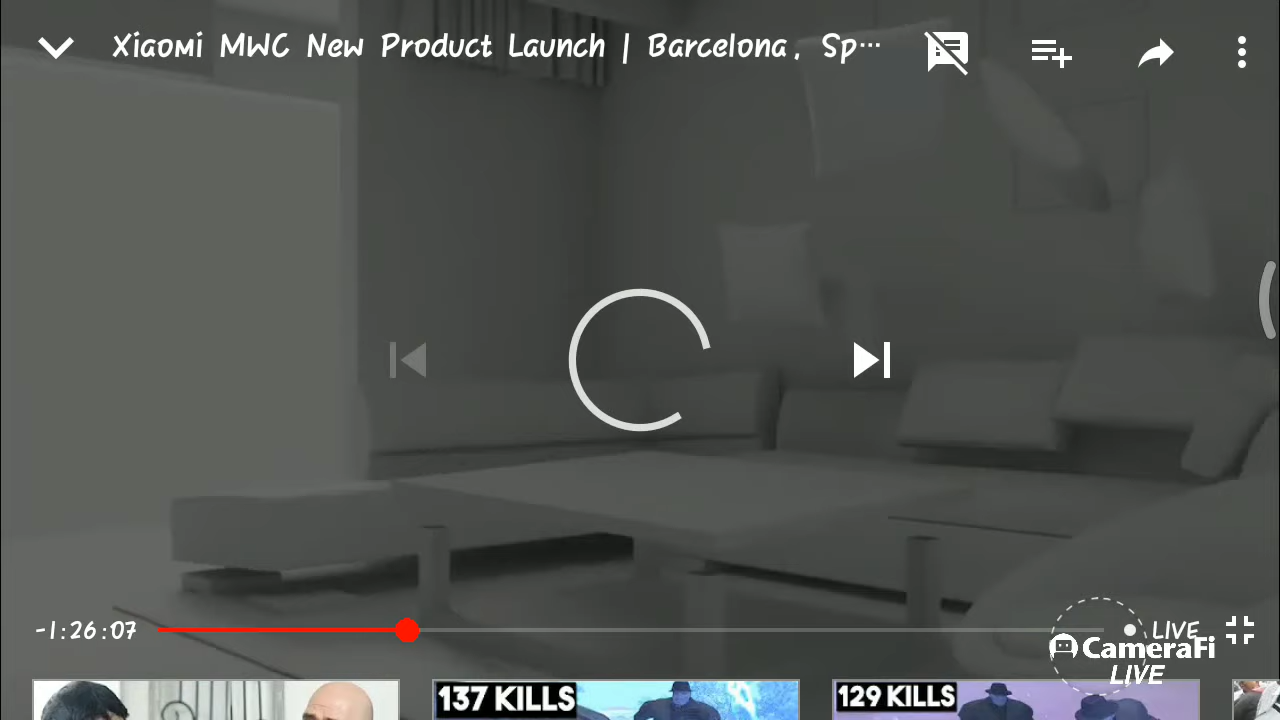 Xiaomi MWC New Product Launch | Barcelona, Sp...
-1:26:07
LIVE
CameraFi
LIVE
137 KILLS
129 KILLS